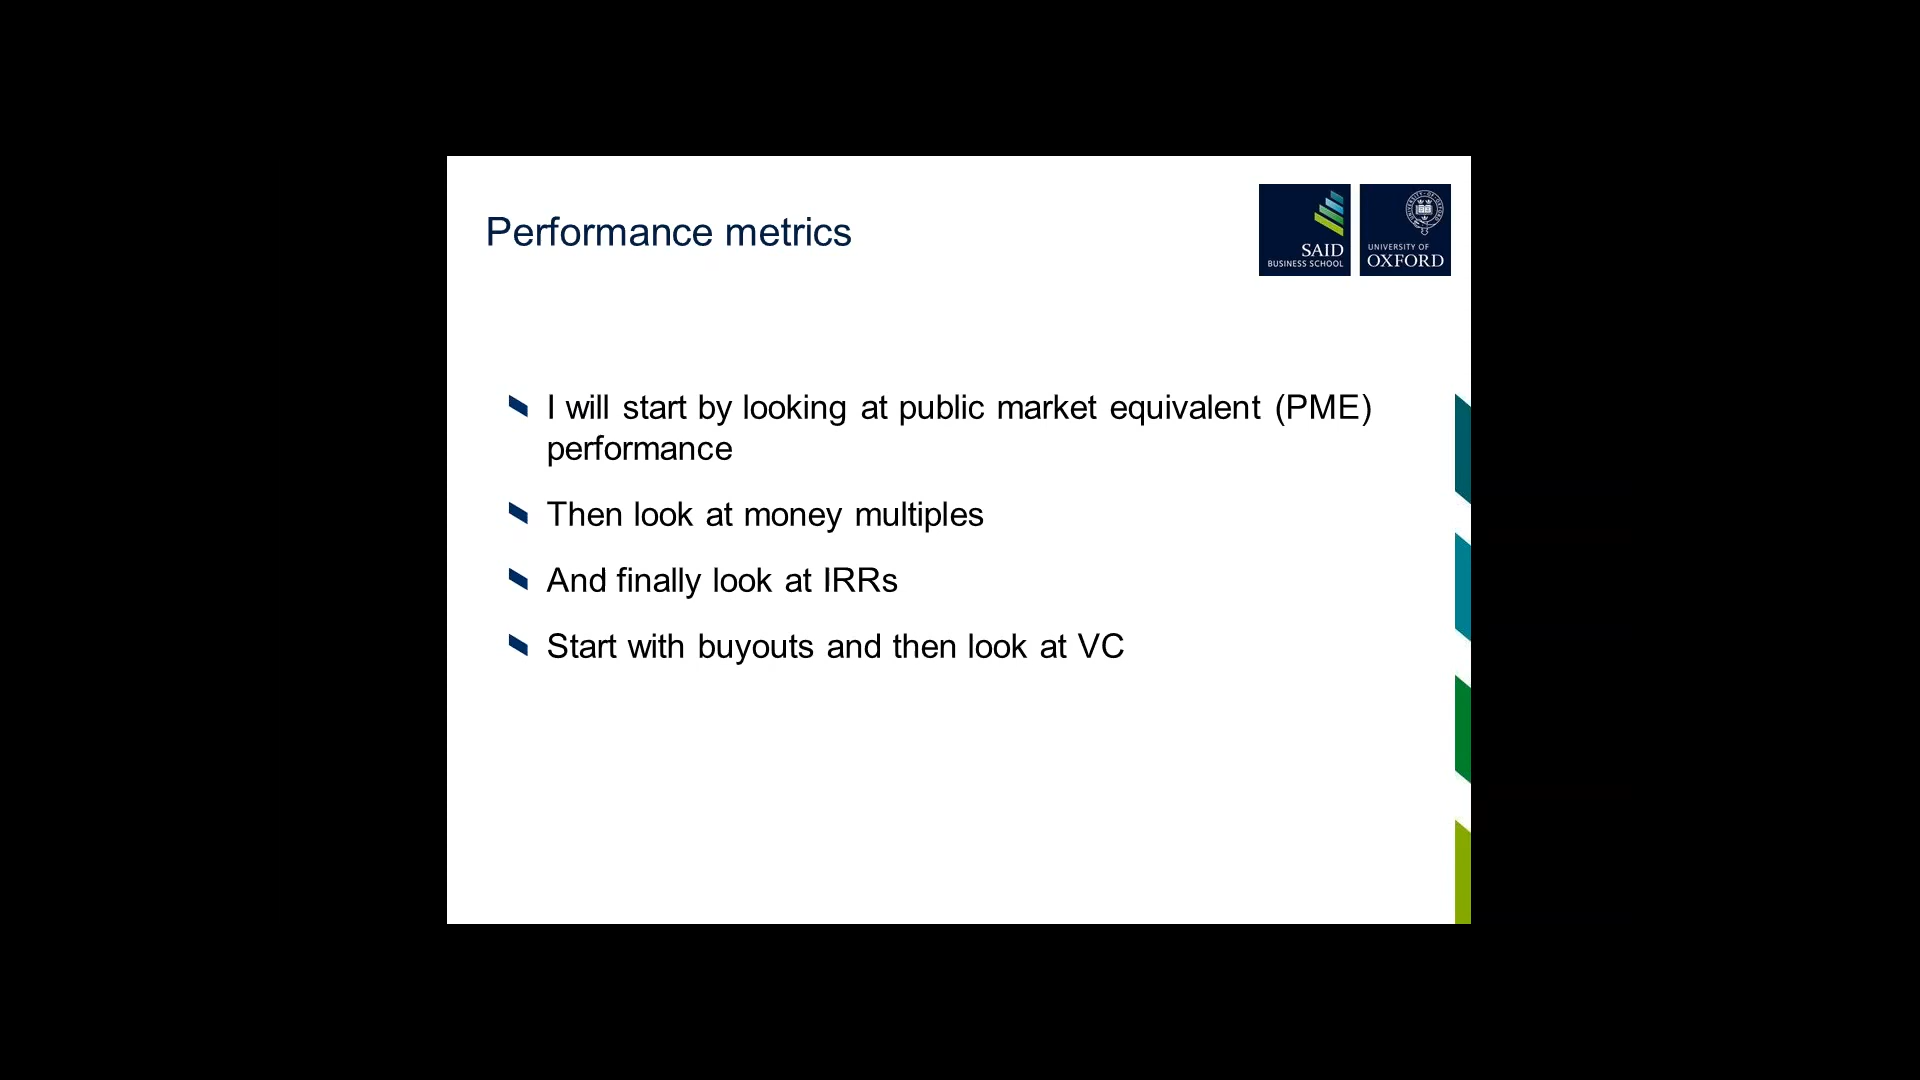 Performance metrics
SAID
BUSINESS SCHOOL
UNIVERSITY OF
OXFORD
I will start by looking at public market equivalent (PME)
performance
Then look at money multiples
And finally look at IRRs
Start with buyouts and then look at VC